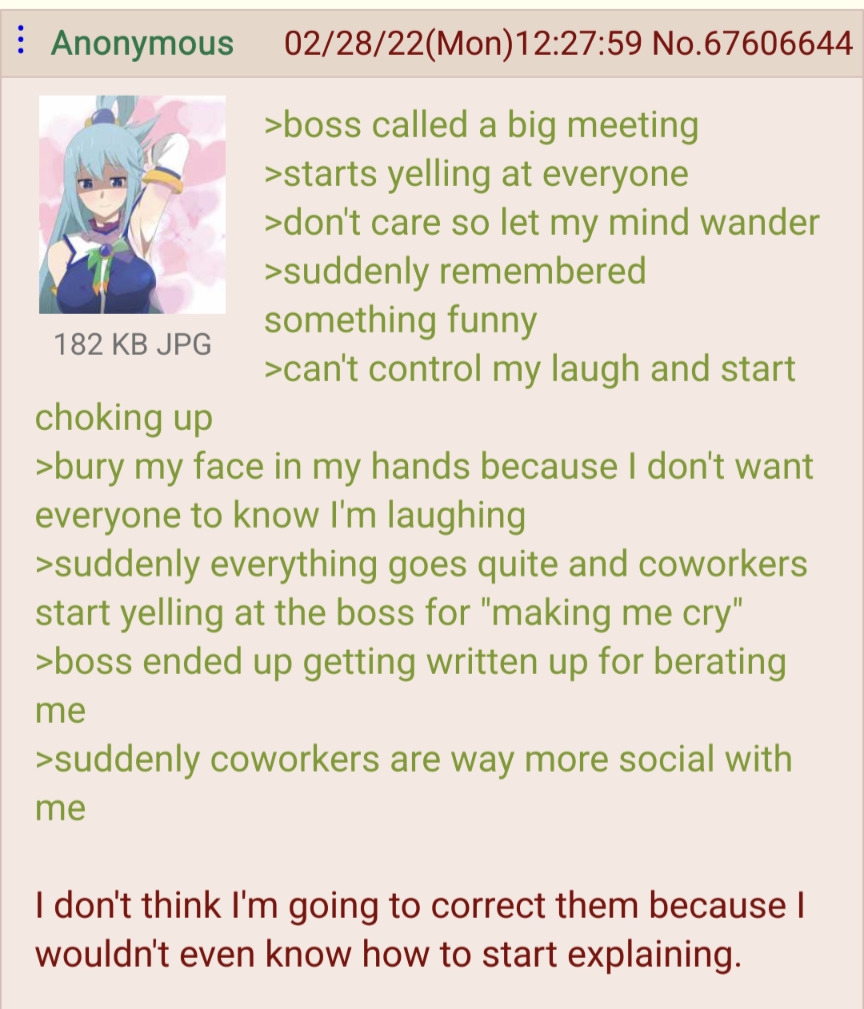 Anonymous 02/28/22(Mon)12:27:59 No.67606644
182 KB JPG
>boss called a big meeting
>starts yelling at everyone
>don't care so let my mind wander
>suddenly remembered
something funny
>can't control my laugh and start
choking up
>bury my face in my hands because I don't want
everyone to know I'm laughing
>suddenly everything goes quite and coworkers
start yelling at the boss for "making me cry"
>boss ended up getting written up for berating
me
>suddenly coworkers are way more social with
me
I don't think I'm going to correct them because I
wouldn't even know how to start explaining.